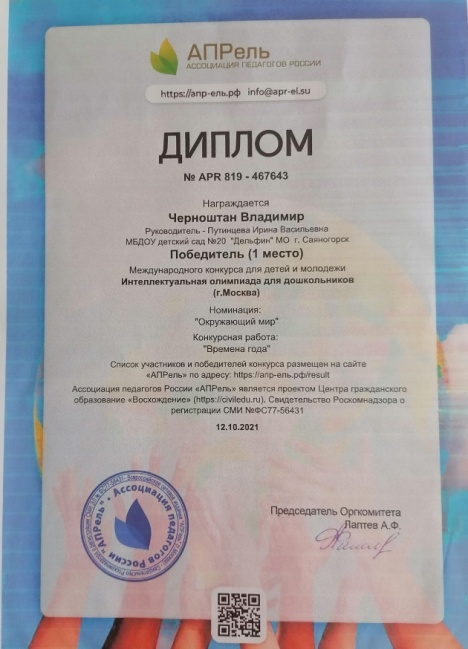 АПРель
АССОЦИАЦИЯ ПЕДАГОГОВ РОССИИ
https://апр-ель.рф info@apr-el.su
ДИПЛОМ
№ APR 819 - 467643
Награждается
Черноштан Владимир
Руководитель - Путинцева Ирина Васильевна
МБДОУ детский сад №20 "Дельфин" МО г. Саяногорск
Победитель (1 место)
Международного конкурса для детей и молодежи
Интеллектуальная олимпиада для дошкольников
(г.Москва)
Номинация:
"Окружающий мир"
Конкурсная работа:
"Времена года"
Список участников и победителей конкурса размещен на сайте
«АПРель» по адресу: https://апр-ель.рф/result
Ассоциация педагогов России «АПРель» является проектом Центра гражданского
образование «Восхождение» (https://civiledu.ru). Свидетельство Роскомнадзора о
регистрации СМИ №ФС77-56431
12.10.2021
Председатель Оргкомитета
Лаптев А.Ф.
Ассоциация педагогов России "АПРель"